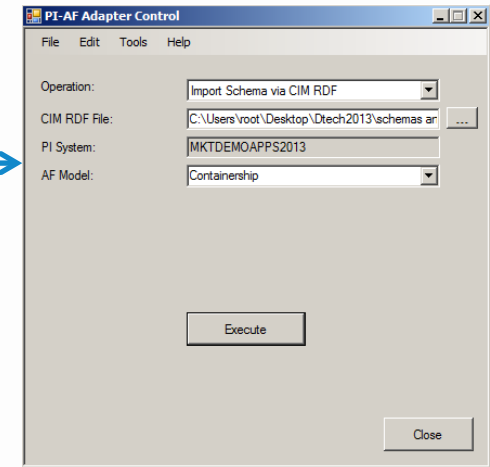 PI-AF Adapter Control
File Edit Tools Help
Operation: Import Schema via CIM RDF
CIM RDF File: C:\Users\root\Desktop\Dtech2013\schemas ar ...
PI System: MKTDEMOAPPS2013
AF Model: Containership
Execute
Close